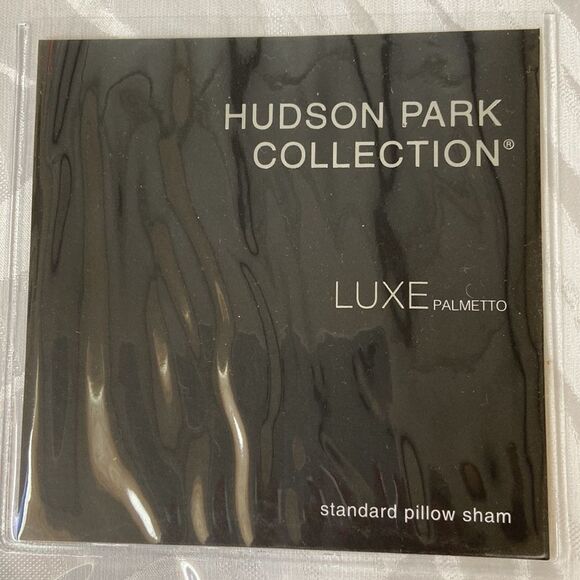 HUDSON PARK
COLLECTION®
LUXE PALMETTO
standard pillow sham